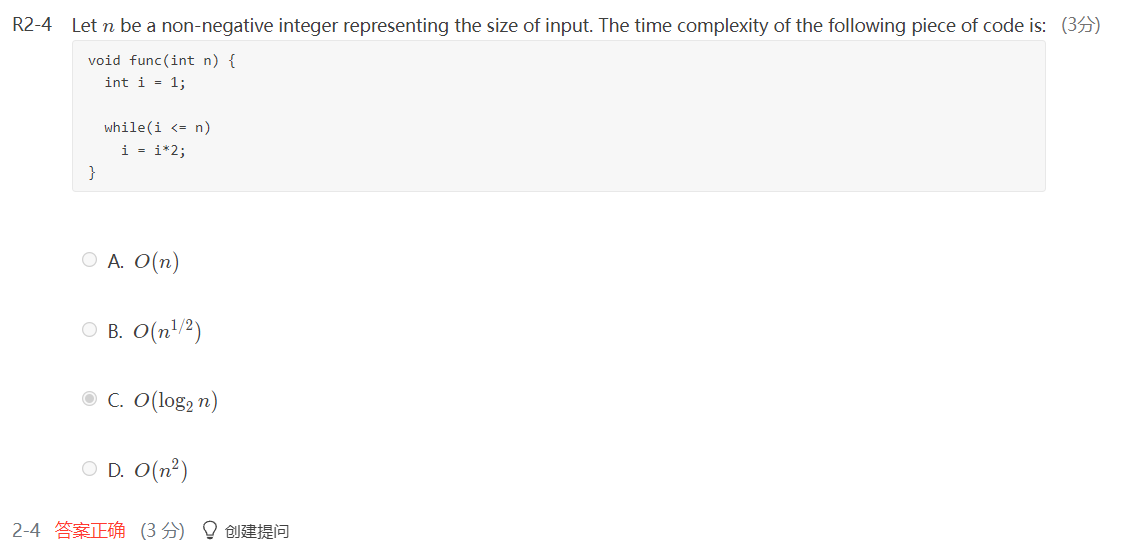 R2-4 Let n be a non-negative integer representing the size of input. The time complexity of the following piece of code is: (3分)
void func(int n) {
int i = 1;
while(i <= n)
i = i*2;
}
A. O(n)
B. O(n^{1/2})
C. O(log₂ n)
D. O(n²)
2-4 答案正确 (3 分) 创建提问